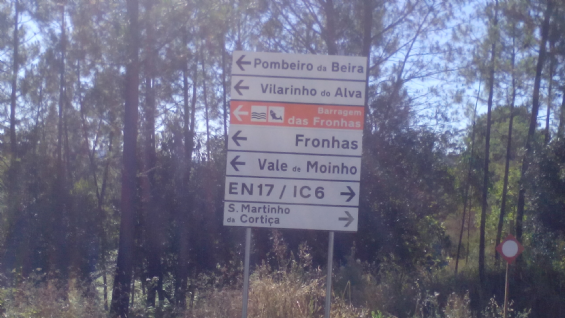 Pombeiro da Beira
Vilarinho do Alva
Barragem
das Fronhas
Fronhas
Vale de Moinho
EN17 / IC6
S. Martinho
da Cortiça